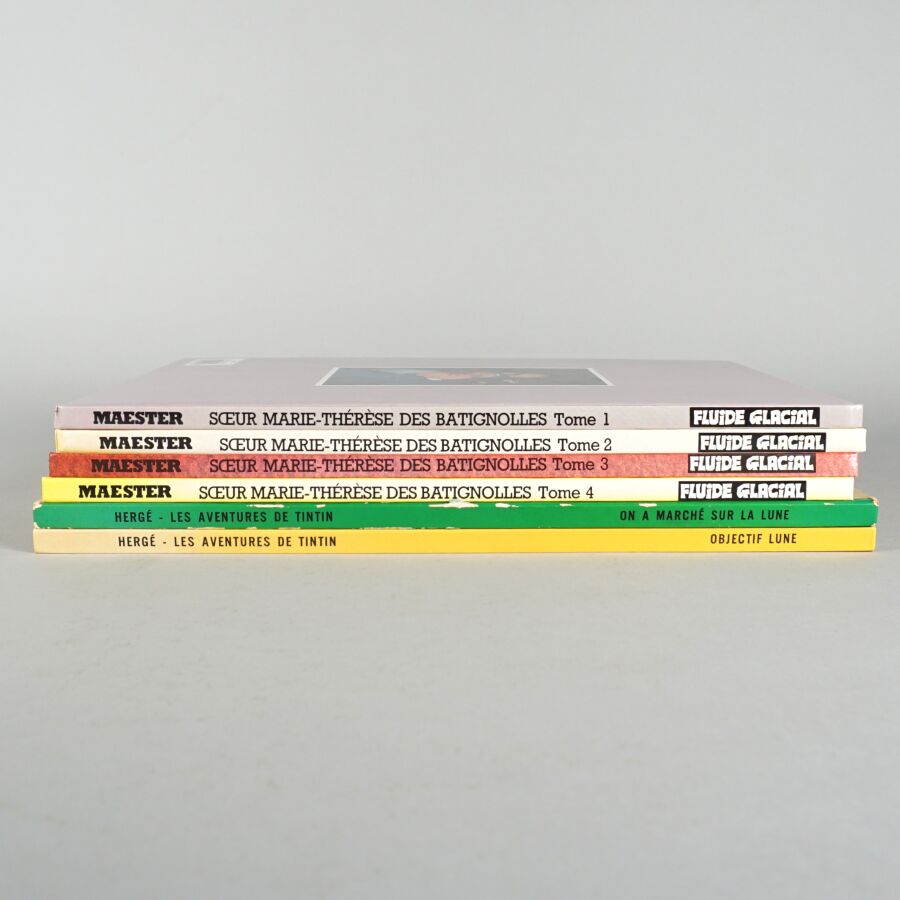 MAESTER SŒUR MARIE-THÉRÈSE DES BATIGNOLLES Tome 1 FLUIDE GLACIAL
MAESTER SŒUR MARIE-THÉRÈSE DES BATIGNOLLES Tome 2 FLUIDE GLACIAL
MAESTER SŒUR MARIE-THÉRÈSE DES BATIGNOLLES Tome 3 FLUIDE GLACIAL
MAESTER SŒUR MARIE-THÉRÈSE DES BATIGNOLLES Tome 4 FLUIDE GLACIAL
HERGÉ - LES AVENTURES DE TINTIN ON A MARCHÉ SUR LA LUNE
HERGÉ - LES AVENTURES DE TINTIN OBJECTIF LUNE